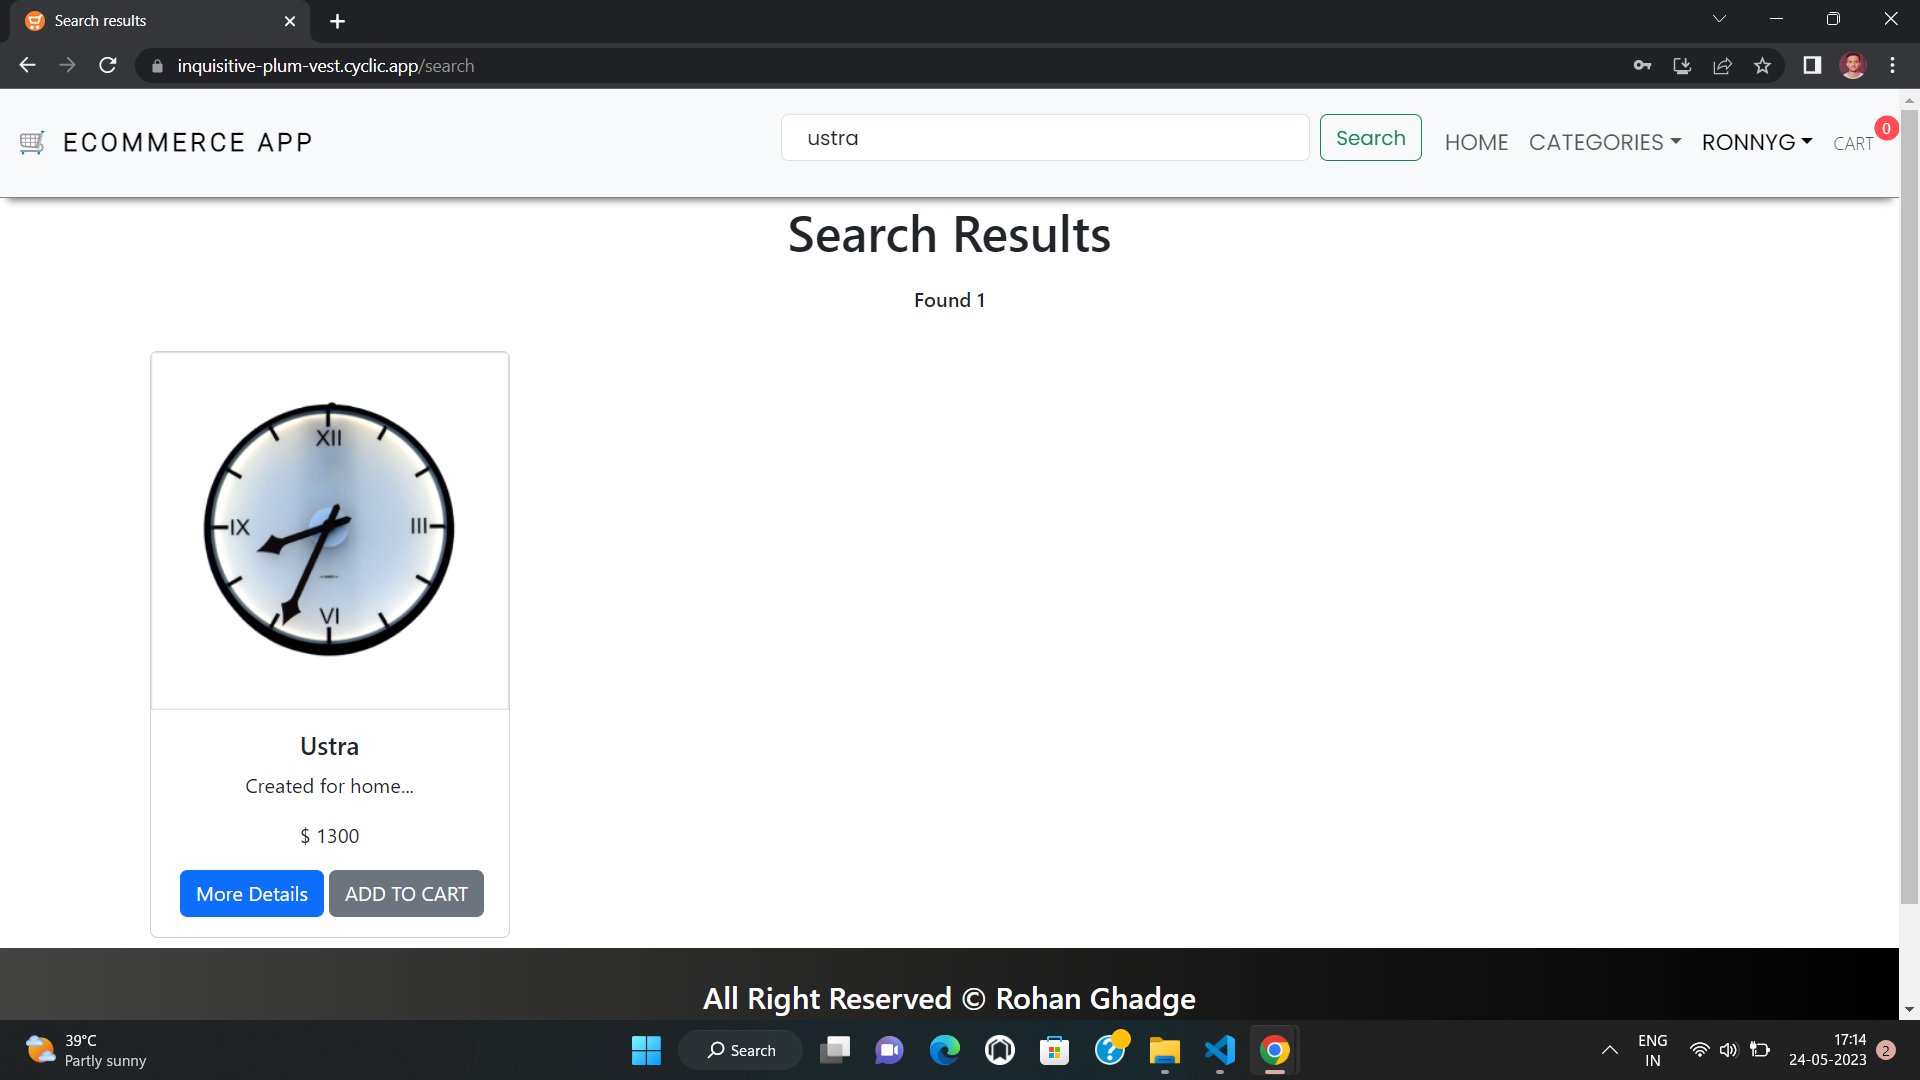 Search results
inquisitive-plum-vest.cyclic.app/search
ECOMMERCE APP
ustra
Search
HOME
CATEGORIES
RONNYG
CART
0
Search Results
Found 1
XII
IX
III
VI
Ustra
Created for home...
$ 1300
More Details
ADD TO CART
All Right Reserved © Rohan Ghadge
39°C
Partly sunny
Search
ENG
IN
17:14
24-05-2023
2